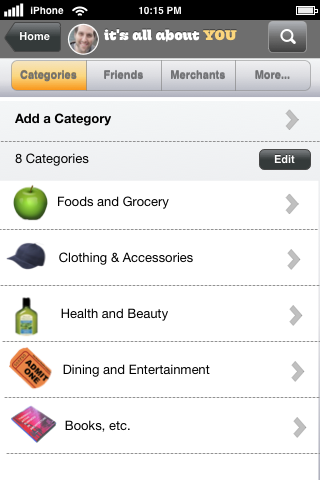 iPhone 10:15 PM
Home it's all about YOU
Categories Friends Merchants More...
Add a Category
8 Categories Edit
Foods and Grocery
Clothing & Accessories
Health and Beauty
ADMIT ONE
Dining and Entertainment
Books, etc.